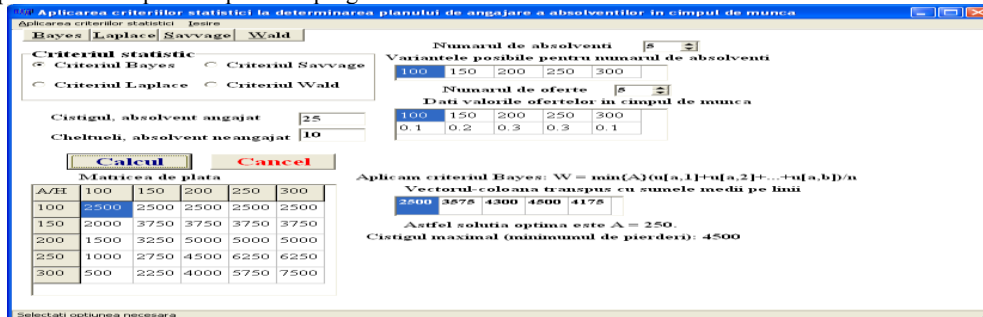 Aplicarea criteriilor statistici la determinarea planului de angajare a absolventilor in cimpul de munca
Aplicarea criteriilor statistici Iesire
Bayes Laplace Savvage Wald
Criteriul statistic
Criteriul Bayes Criteriul Savvage
Criteriul Laplace Criteriul Wald
Cistigul, absolvent angajat 25
Cheltueli, absolvent neangajat 10
Calcul Cancel
Numarul de absolventi 5
Variantele posibile pentru numarul de absolventi
100 150 200 250 300
Numarul de oferte 5
Dati valorile ofertelor in cimpul de munca
100 150 200 250 300
0.1 0.2 0.3 0.3 0.1
Matricea de plata
A/H 100 150 200 250 300
100 2500 2500 2500 2500 2500
150 2000 3750 3750 3750 3750
200 1500 3250 5000 5000 5000
250 1000 2750 4500 6250 6250
300 500 2250 4000 5750 7500
Aplicam criteriul Bayes: W = min{A}(u[a,1]+u[a,2]+...+u[a,b])/n
Vectorul-coloana transpus cu sumele medii pe linii
2500 3575 4300 4500 4175
Astfel solutia optima este A = 250.
Cistigul maximal (minimumul de pierderi): 4500
Selectati optiunea necesara